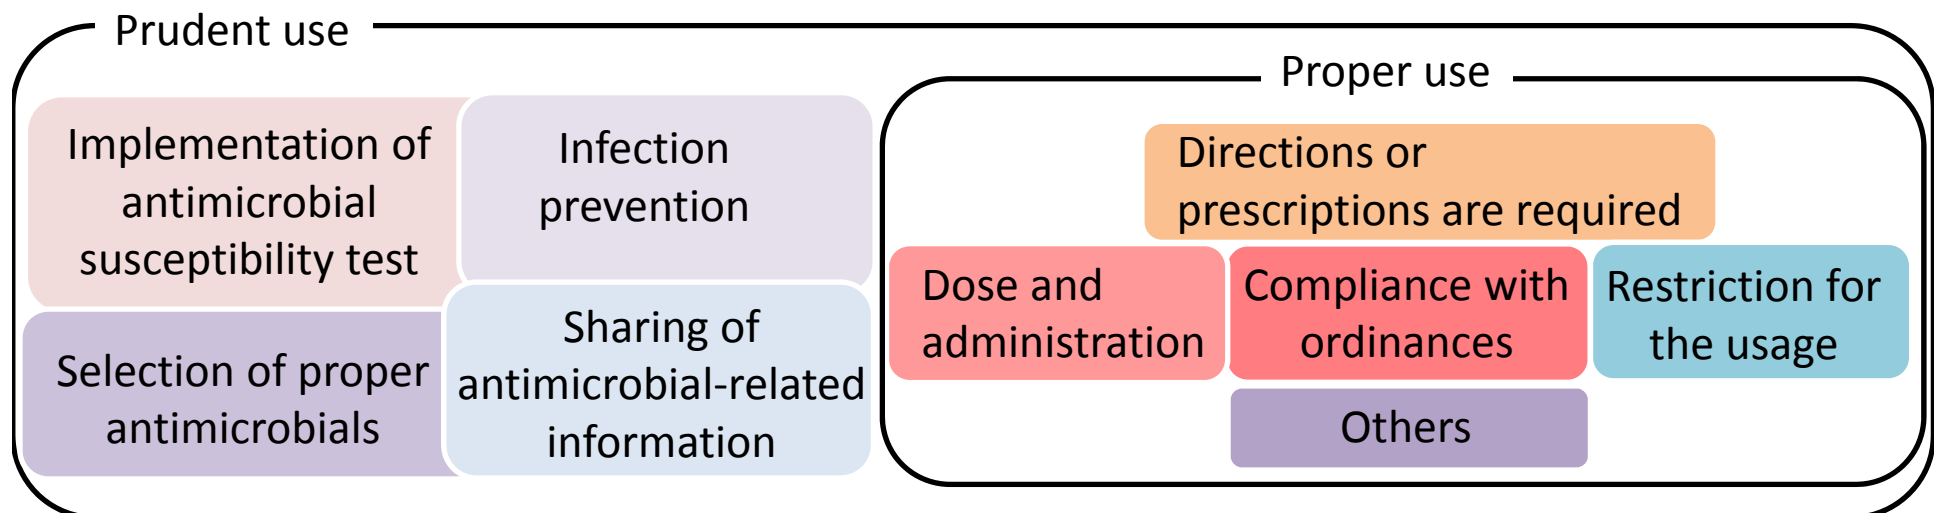 Prudent use
Proper use
Implementation of
antimicrobial
susceptibility test
Infection
prevention
Selection of proper
antimicrobials
Sharing of
antimicrobial-related
information
Directions or
prescriptions are required
Dose and
administration
Compliance with
ordinances
Restriction for
the usage
Others